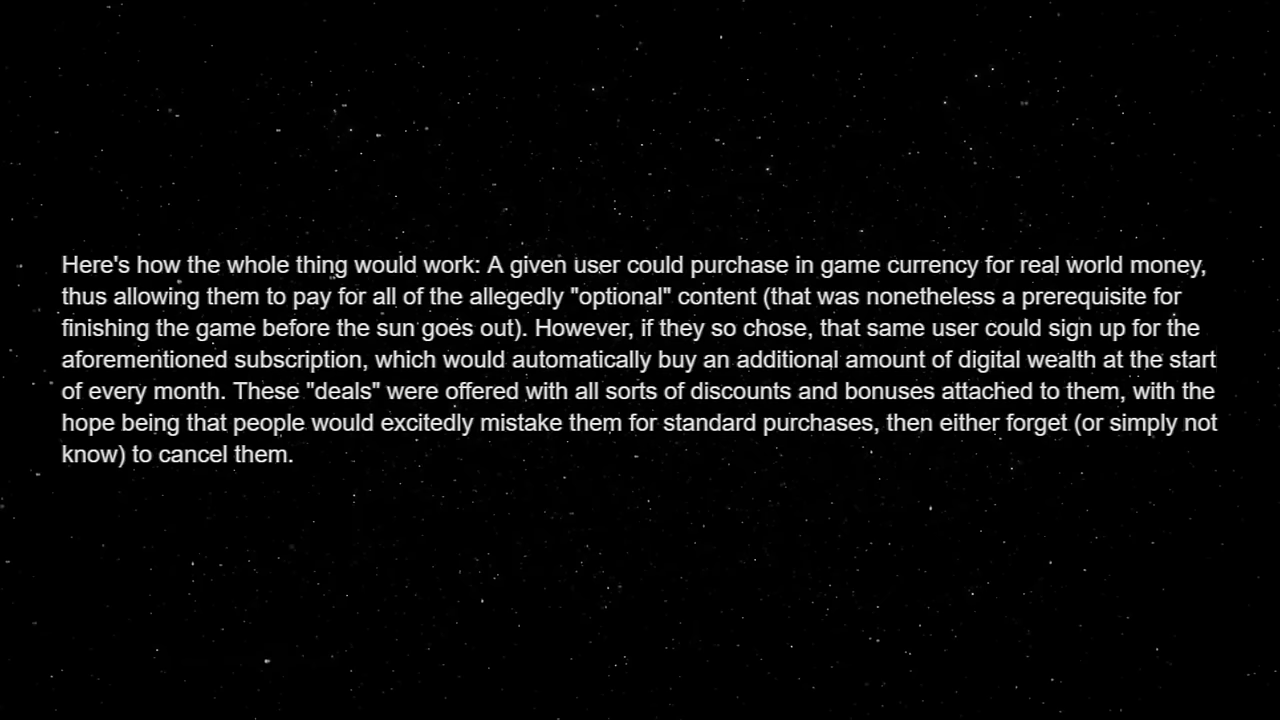 Here's how the whole thing would work: A given user could purchase in game currency for real world money,
thus allowing them to pay for all of the allegedly "optional" content (that was nonetheless a prerequisite for
finishing the game before the sun goes out). However, if they so chose, that same user could sign up for the
aforementioned subscription, which would automatically buy an additional amount of digital wealth at the start
of every month. These "deals" were offered with all sorts of discounts and bonuses attached to them, with the
hope being that people would excitedly mistake them for standard purchases, then either forget (or simply not
know) to cancel them.